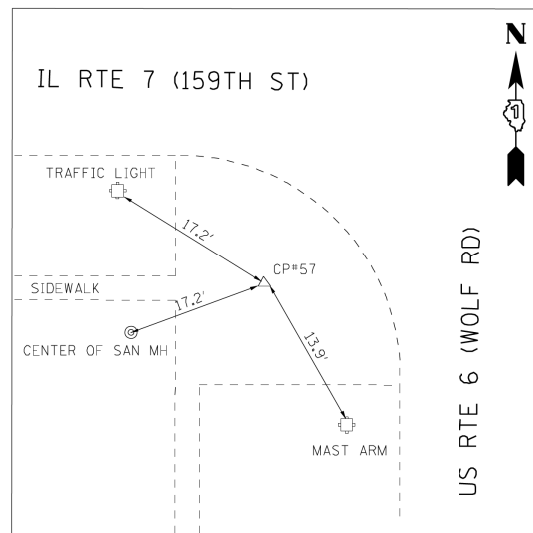 N
IL RTE 7 (159TH ST)
1
TRAFFIC LIGHT
17.2'
CP#57
SIDEWALK
17.2'
13.9'
CENTER OF SAN MH
MAST ARM
US RTE 6 (WOLF RD)